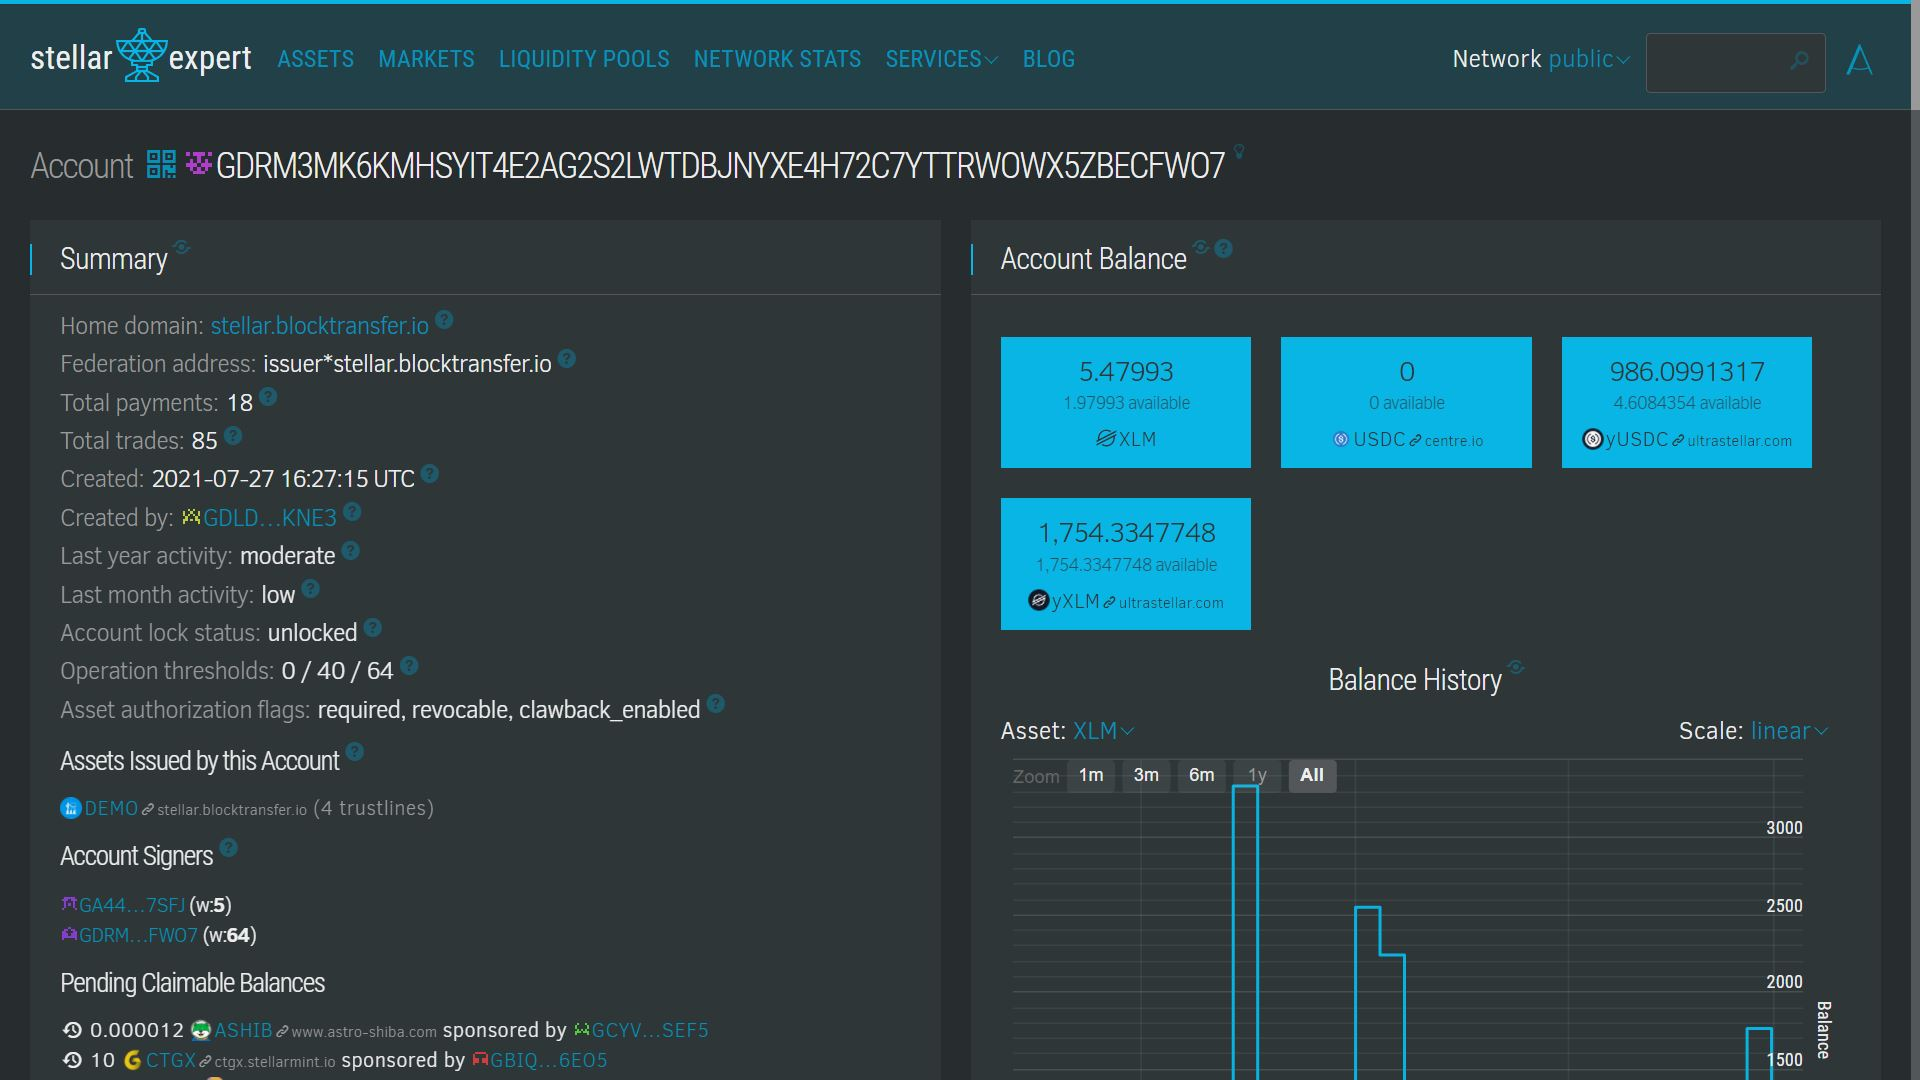 stellar expert ASSETS MARKETS LIQUIDITY POOLS NETWORK STATS SERVICES BLOG Network public
Account GDRM3MK6KMHSYIT4E2AG2S2LWTDBJNYXE4H72C7YTTRWOWX5ZBECFWO7
Summary
Home domain: stellar.blocktransfer.io
Federation address: issuer*stellar.blocktransfer.io
Total payments: 18
Total trades: 85
Created: 2021-07-27 16:27:15 UTC
Created by: GDLD…KNE3
Last year activity: moderate
Last month activity: low
Account lock status: unlocked
Operation thresholds: 0 / 40 / 64
Asset authorization flags: required, revocable, clawback_enabled
Assets Issued by this Account
DEMO stellar.blocktransfer.io (4 trustlines)
Account Signers
GA44…7SFJ (w:5)
GDRM…FWO7 (w:64)
Pending Claimable Balances
0.000012 ASHIB www.astro-shiba.com sponsored by GCYV…SEF5
10 CTGX ctgx.stellarmint.io sponsored by GBIQ…6EO5
Account Balance
5.47993
1.97993 available
XLM
0
0 available
USDC centre.io
986.0991317
4.6084354 available
yUSDC ultrastellar.com
1,754.3347748
1,754.3347748 available
yXLM ultrastellar.com
Balance History
Asset: XLM
Scale: linear
Zoom 1m 3m 6m 1y All
3000
2500
2000
1500
Balance